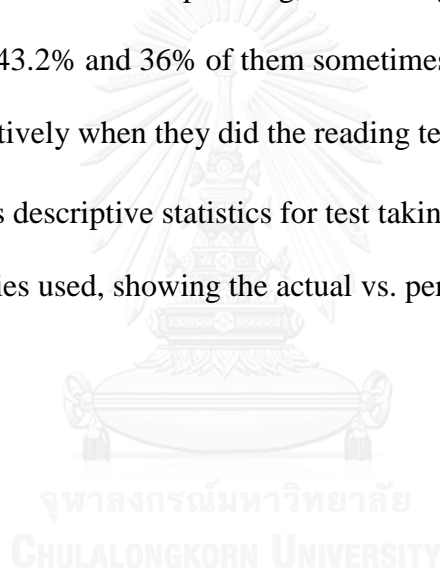 43.2% and 36% of them sometimes
tively when they did the reading te
s descriptive statistics for test takin
ies used, showing the actual vs. per
จุฬาลงกรณ์มหาวิทยาลัย
CHULALONGKORN UNIVERSITY